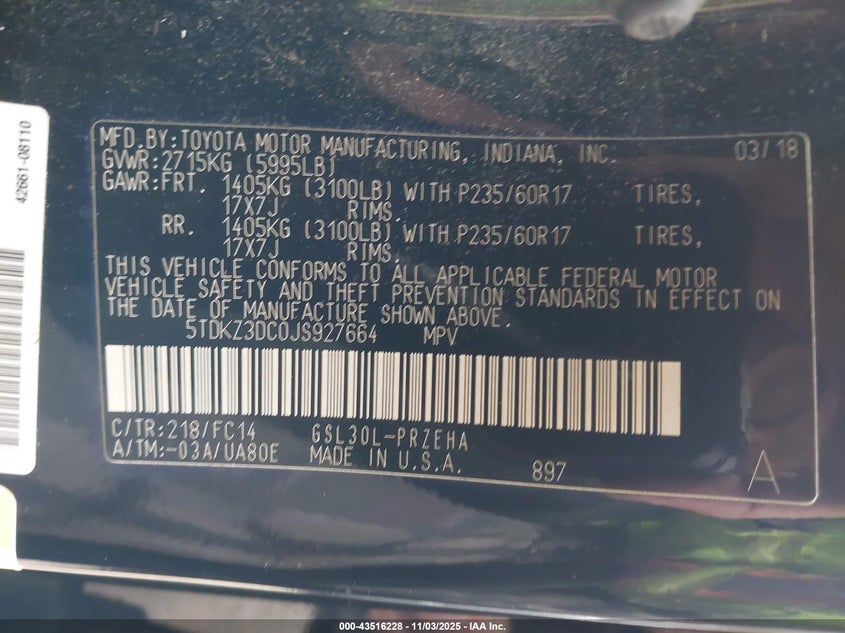 42661-08110
MFD.BY:TOYOTA MOTOR MANUFACTURING, INDIANA, INC. 03/18
GVWR:2715KG (5995LB)
GAWR:FRT. 1405KG (3100LB) WITH P235/60R17 TIRES,
17X7J RIMS.
RR. 1405KG (3100LB) WITH P235/60R17 TIRES,
17X7J RIMS.
THIS VEHICLE CONFORMS TO ALL APPLICABLE FEDERAL MOTOR
VEHICLE SAFETY AND THEFT PREVENTION STANDARDS IN EFFECT ON
THE DATE OF MANUFACTURE SHOWN ABOVE.
5TDKZ3DC0JS927664 MPV
C/TR:218/FC14 GSL30L-PRZEHA
A/TM:-03A/UA80E MADE IN U.S.A. 897 A
000-43516228 - 11/03/2025 - IAA Inc.